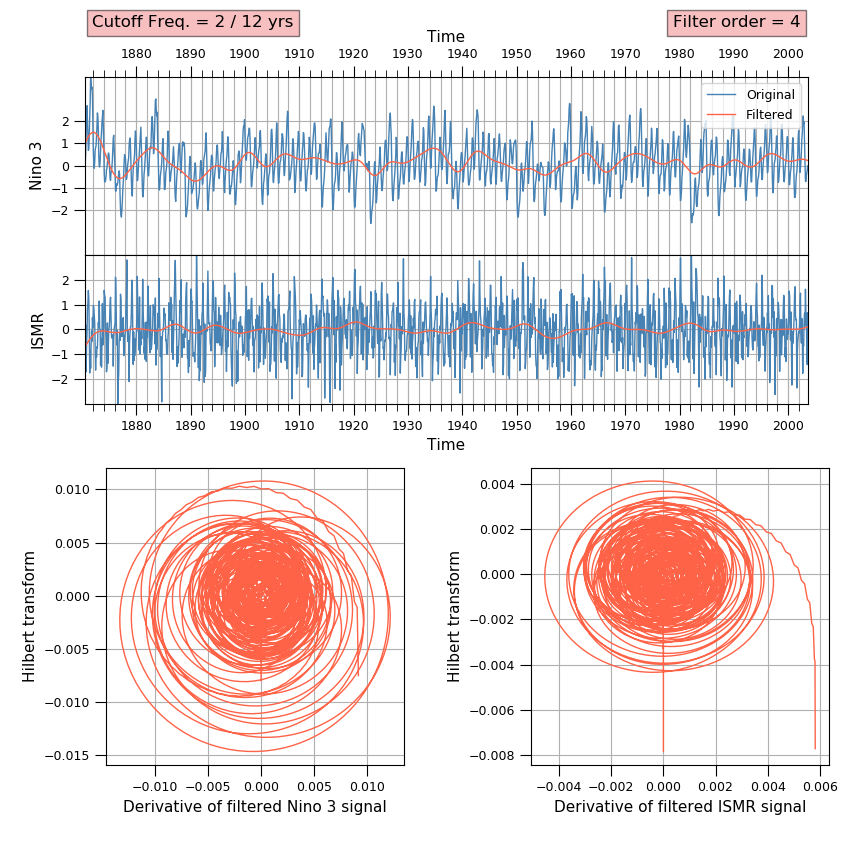 Cutoff Freq. = 2 / 12 yrs
Filter order = 4
Time
1880 1890 1900 1910 1920 1930 1940 1950 1960 1970 1980 1990 2000
Original
Filtered
Nino 3
2
1
0
−1
−2
ISMR
2
1
0
−1
−2
1880 1890 1900 1910 1920 1930 1940 1950 1960 1970 1980 1990 2000
Time
Hilbert transform
0.010
0.005
0.000
−0.005
−0.010
−0.015
−0.010 −0.005 0.000 0.005 0.010
Derivative of filtered Nino 3 signal
Hilbert transform
0.004
0.002
0.000
−0.002
−0.004
−0.006
−0.008
−0.004 −0.002 0.000 0.002 0.004 0.006
Derivative of filtered ISMR signal